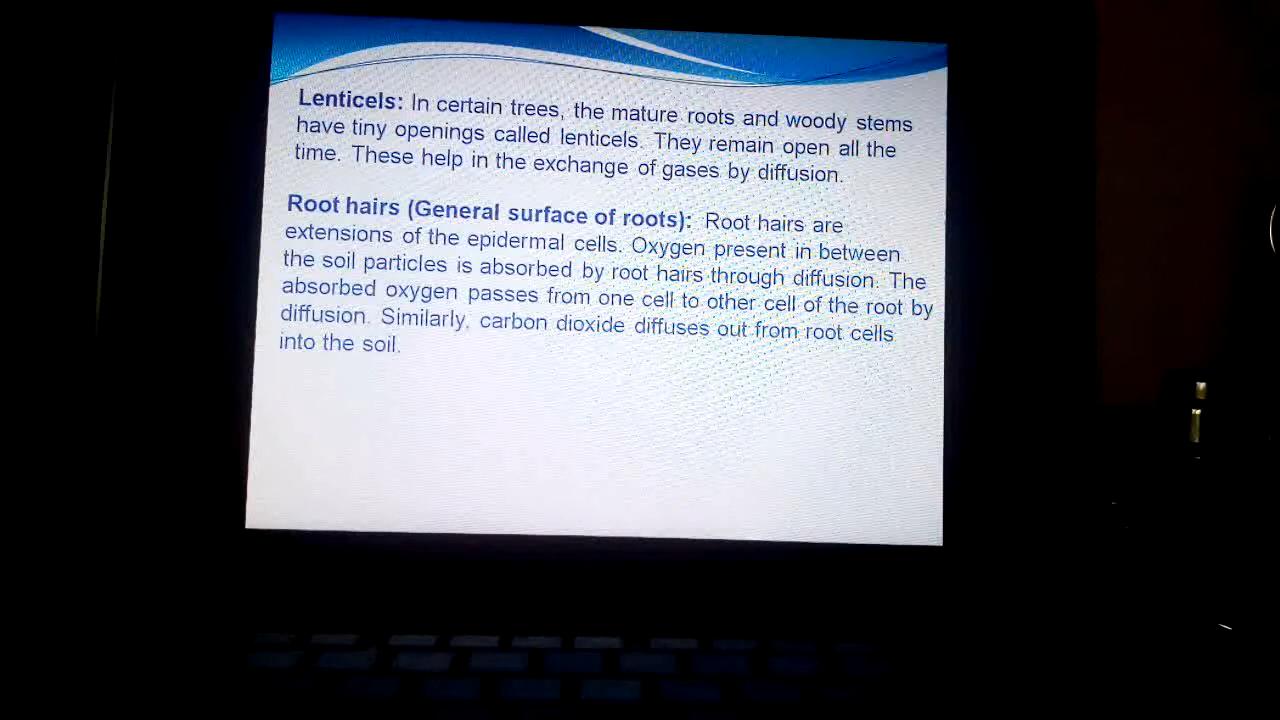 Lenticels: In certain trees, the mature roots and woody stems
have tiny openings called lenticels. They remain open all the
time. These help in the exchange of gases by diffusion.
Root hairs (General surface of roots): Root hairs are
extensions of the epidermal cells. Oxygen present in between
the soil particles is absorbed by root hairs through diffusion. The
absorbed oxygen passes from one cell to other cell of the root by
diffusion. Similarly, carbon dioxide diffuses out from root cells
into the soil.